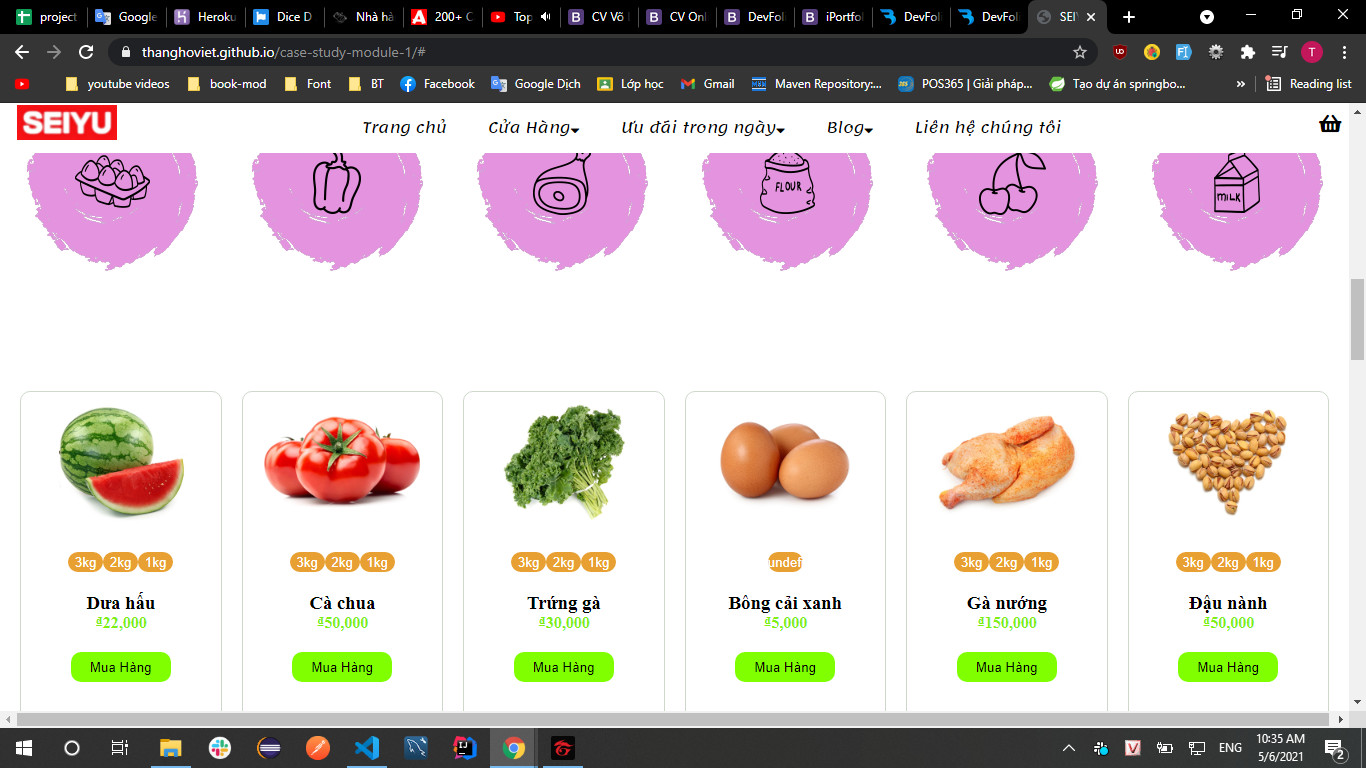 project
Google
Heroku
Dice D
Nhà hà
200+ C
Top
CV Võ
CV Onl
DevFoli
iPortfo
DevFoli
DevFoli
SEIY
thanghoviet.github.io/case-study-module-1/#
youtube videos
book-mod
Font
BT
Facebook
Google Dịch
Lớp học
Gmail
Maven Repository:...
POS365 | Giải pháp...
Tạo dự án springbo...
»
Reading list
SEIYU
Trang chủ
Cửa Hàng
Ưu đãi trong ngày
Blog
Liên hệ chúng tôi
FLOUR
MILK
3kg 2kg 1kg
3kg 2kg 1kg
3kg 2kg 1kg
undef
3kg 2kg 1kg
3kg 2kg 1kg
Dưa hấu
Cà chua
Trứng gà
Bông cải xanh
Gà nướng
Đậu nành
₫22,000
₫50,000
₫30,000
₫5,000
₫150,000
₫50,000
Mua Hàng
Mua Hàng
Mua Hàng
Mua Hàng
Mua Hàng
Mua Hàng
ENG
10:35 AM
5/6/2021
2